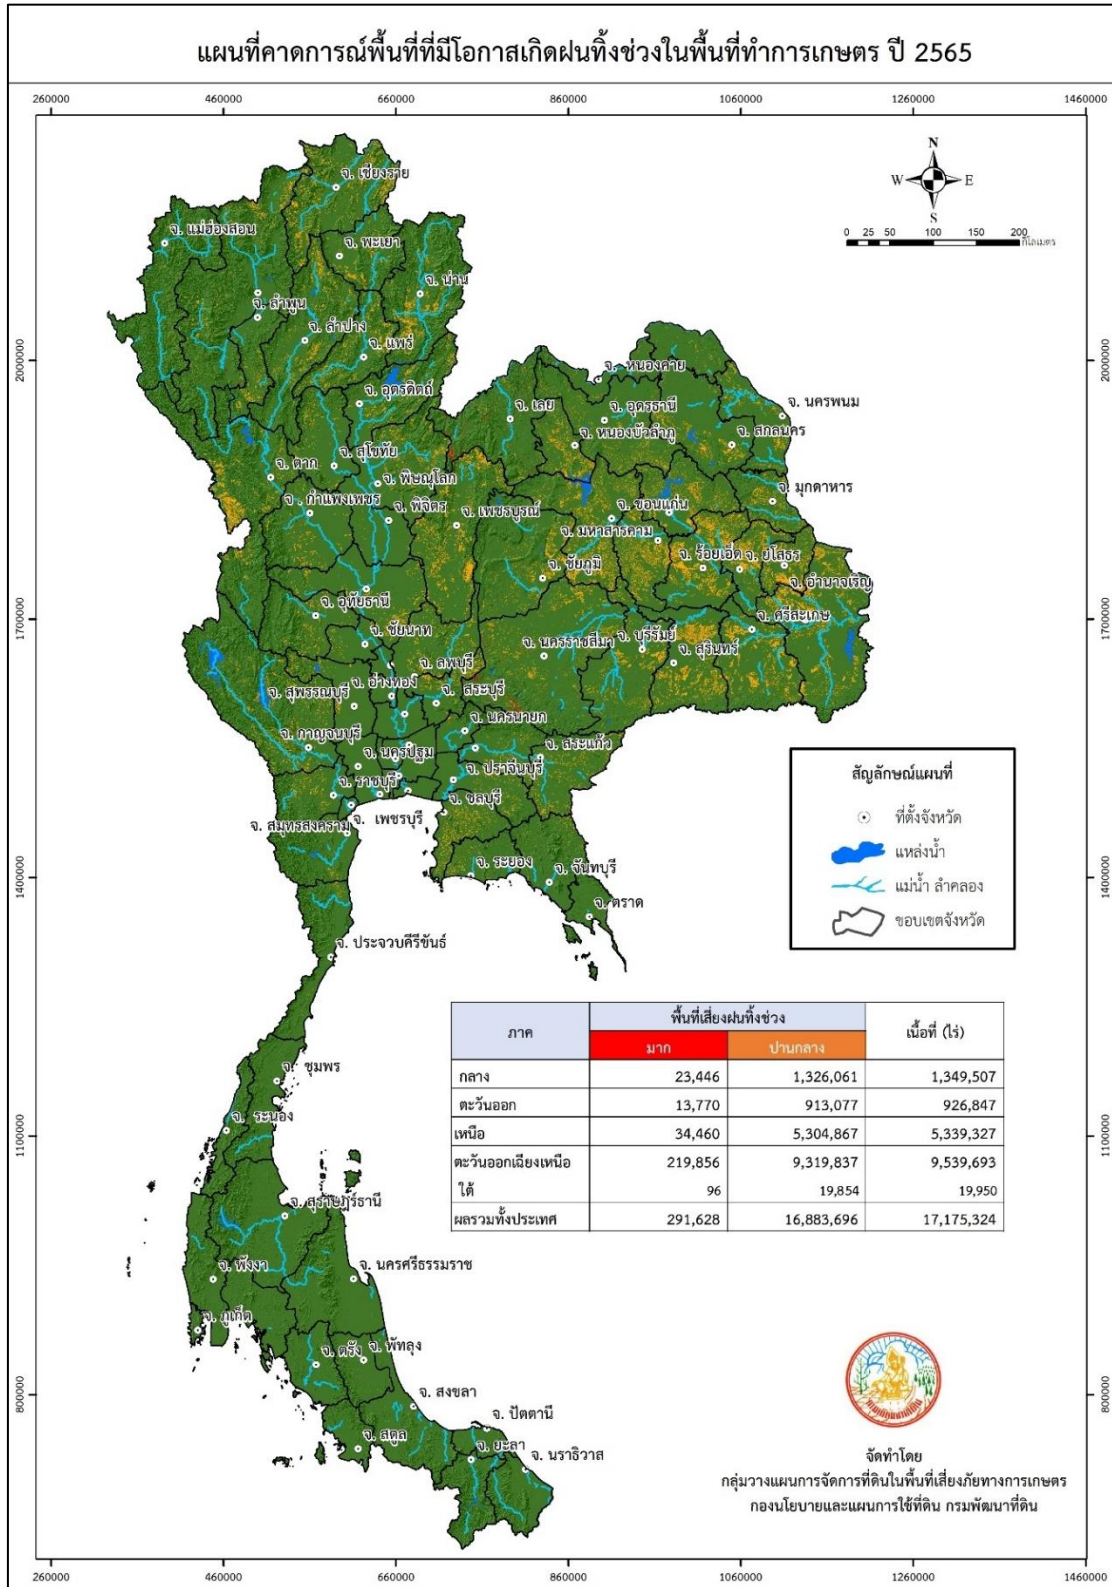 แผนที่คาดการณ์พื้นที่ที่มีโอกาสเกิดฝนทิ้งช่วงในพื้นที่ทำการเกษตร ปี 2565
260000 460000 660000 860000 1060000 1260000 1460000
N
W E
S
0 25 50 100 150 200
กิโลเมตร
จ. เชียงราย
จ. แม่ฮ่องสอน
จ. พะเยา
จ. น่าน
จ. ลำพูน
จ. ลำปาง
จ. แพร่
2000000 2000000
จ. หนองคาย
จ. อุตรดิตถ์
จ. เลย
จ. อุดรธานี
จ. นครพนม
จ. หนองบัวลำภู
จ. สกลนคร
จ. สุโขทัย
จ. ตาก
จ. พิษณุโลก
จ. มุกดาหาร
จ. กำแพงเพชร
จ. พิจิตร
จ. เพชรบูรณ์
จ. ขอนแก่น
จ. มหาสารคาม
จ. ชัยภูมิ
จ. ร้อยเอ็ด
จ. ยโสธร
จ. อำนาจเจริญ
จ. อุทัยธานี
1700000 1700000
จ. ศรีสะเกษ
จ. ชัยนาท
จ. นครราชสีมา
จ. บุรีรัมย์
จ. สุรินทร์
จ. ลพบุรี
จ. อ่างทอง
จ. สุพรรณบุรี
จ. สระบุรี
จ. นครนายก
จ. กาญจนบุรี
จ. นครปฐม
จ. สระแก้ว
จ. ปราจีนบุรี
จ. ราชบุรี
จ. ชลบุรี
จ. สมุทรสงคราม
จ. เพชรบุรี
จ. ระยอง
จ. จันทบุรี
1400000 1400000
จ. ตราด
จ. ประจวบคีรีขันธ์
สัญลักษณ์แผนที่
ที่ตั้งจังหวัด
แหล่งน้ำ
แม่น้ำ ลำคลอง
ขอบเขตจังหวัด
ภาค พื้นที่เสี่ยงฝนทิ้งช่วง เนื้อที่ (ไร่)
มาก ปานกลาง
กลาง 23,446 1,326,061 1,349,507
ตะวันออก 13,770 913,077 926,847
เหนือ 34,460 5,304,867 5,339,327
ตะวันออกเฉียงเหนือ 219,856 9,319,837 9,539,693
ใต้ 96 19,854 19,950
ผลรวมทั้งประเทศ 291,628 16,883,696 17,175,324
จ. ชุมพร
จ. ระนอง
1100000 1100000
จ. สุราษฎร์ธานี
จ. พังงา
จ. นครศรีธรรมราช
จ. ภูเก็ต
จ. ตรัง
จ. พัทลุง
800000 800000
จ. สงขลา
จ. ปัตตานี
จ. สตูล
จ. ยะลา
จ. นราธิวาส
จัดทำโดย
กลุ่มวางแผนการจัดการที่ดินในพื้นที่เสี่ยงภัยทางการเกษตร
กองนโยบายและแผนการใช้ที่ดิน กรมพัฒนาที่ดิน
260000 460000 660000 860000 1060000 1260000 1460000